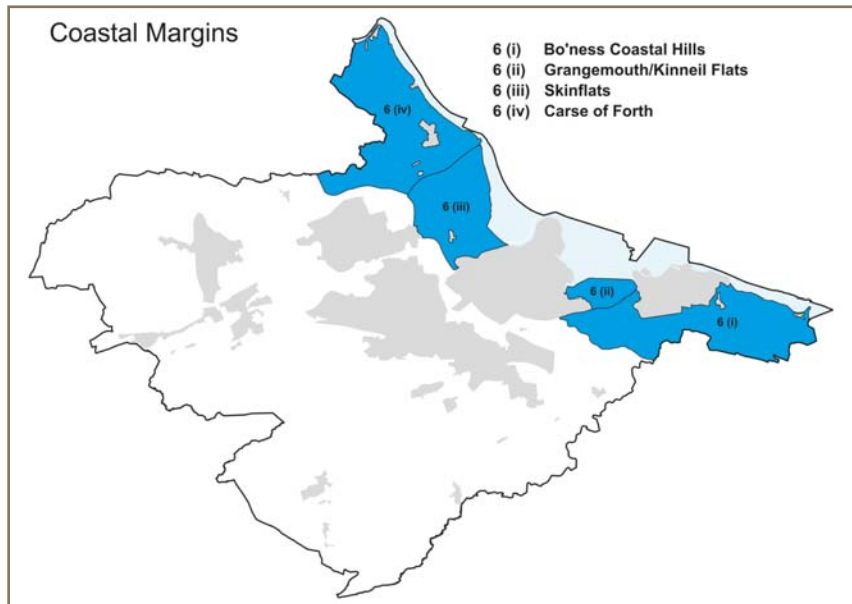 Coastal Margins
6 (i) Bo'ness Coastal Hills
6 (ii) Grangemouth/Kinneil Flats
6 (iii) Skinflats
6 (iv) Carse of Forth
6 (iv)
6 (iii)
6 (ii)
6 (i)